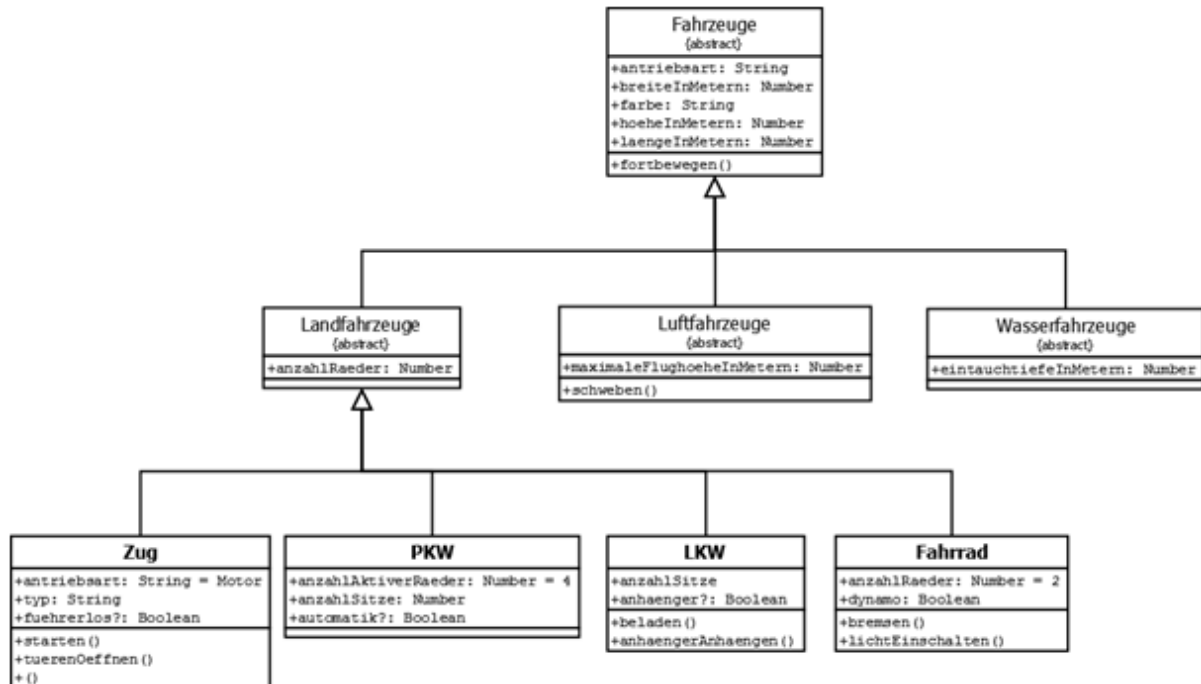 Fahrzeuge
{abstract}
+antriebsart: String
+breiteInMetern: Number
+farbe: String
+hoeheInMetern: Number
+laengeInMetern: Number
+fortbewegen()
Landfahrzeuge
{abstract}
+anzahlRaeder: Number
Luftfahrzeuge
{abstract}
+maximaleFlughoeheInMetern: Number
+schweben()
Wasserfahrzeuge
{abstract}
+eintauchtiefeInMetern: Number
Zug
+antriebsart: String = Motor
+typ: String
+fuehrerlos?: Boolean
+starten()
+tuerenOeffnen()
+()
PKW
+anzahlAktiverRaeder: Number = 4
+anzahlSitze: Number
+automatik?: Boolean
LKW
+anzahlSitze
+anhaenger?: Boolean
+beladen()
+anhaengerAnhaengen()
Fahrrad
+anzahlRaeder: Number = 2
+dynamo: Boolean
+bremsen()
+lichtEinschalten()